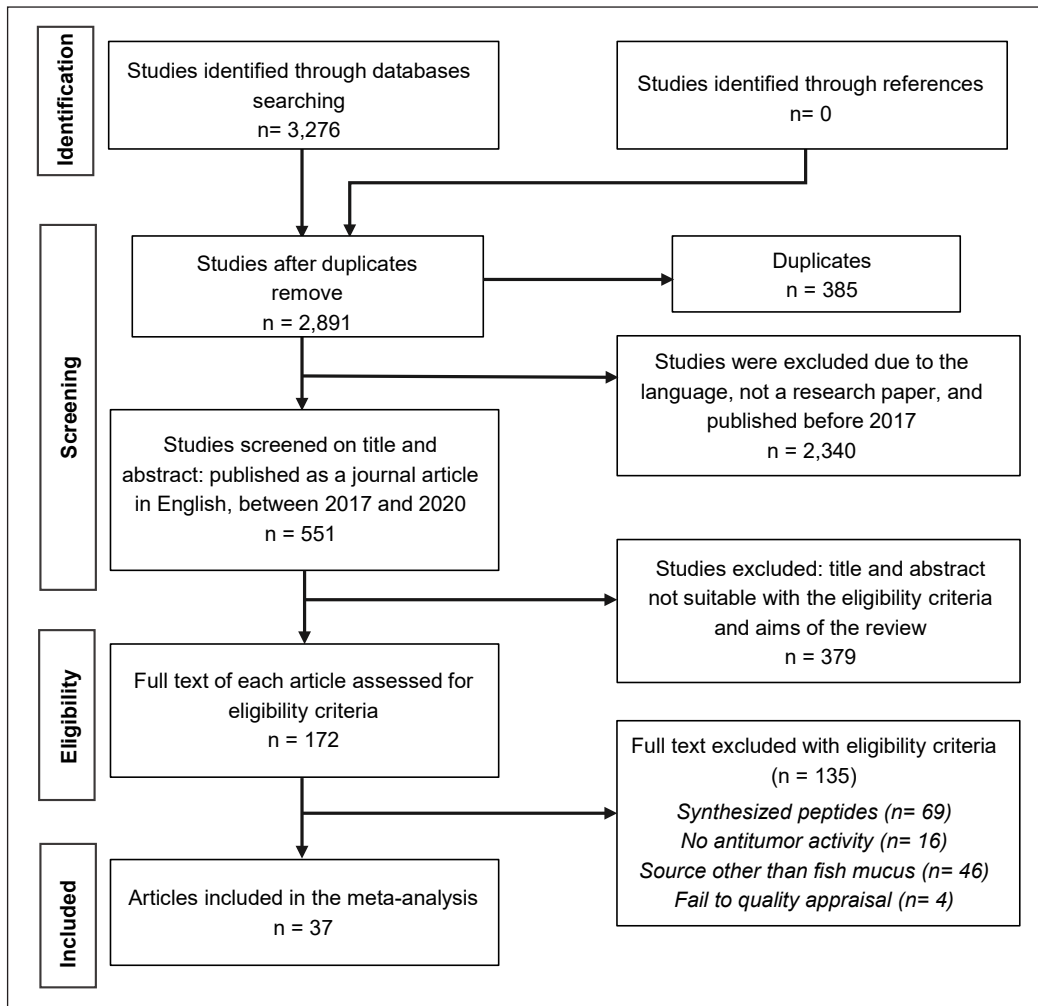 Identification
Studies identified through databases
searching
n= 3,276
Studies identified through references
n= 0
Screening
Studies after duplicates
remove
n = 2,891
Duplicates
n = 385
Studies were excluded due to the
language, not a research paper, and
published before 2017
n = 2,340
Studies screened on title and
abstract: published as a journal article
in English, between 2017 and 2020
n = 551
Studies excluded: title and abstract
not suitable with the eligibility criteria
and aims of the review
n = 379
Eligibility
Full text of each article assessed for
eligibility criteria
n = 172
Full text excluded with eligibility criteria
(n = 135)
Synthesized peptides (n= 69)
No antitumor activity (n= 16)
Source other than fish mucus (n= 46)
Fail to quality appraisal (n= 4)
Included
Articles included in the meta-analysis
n = 37